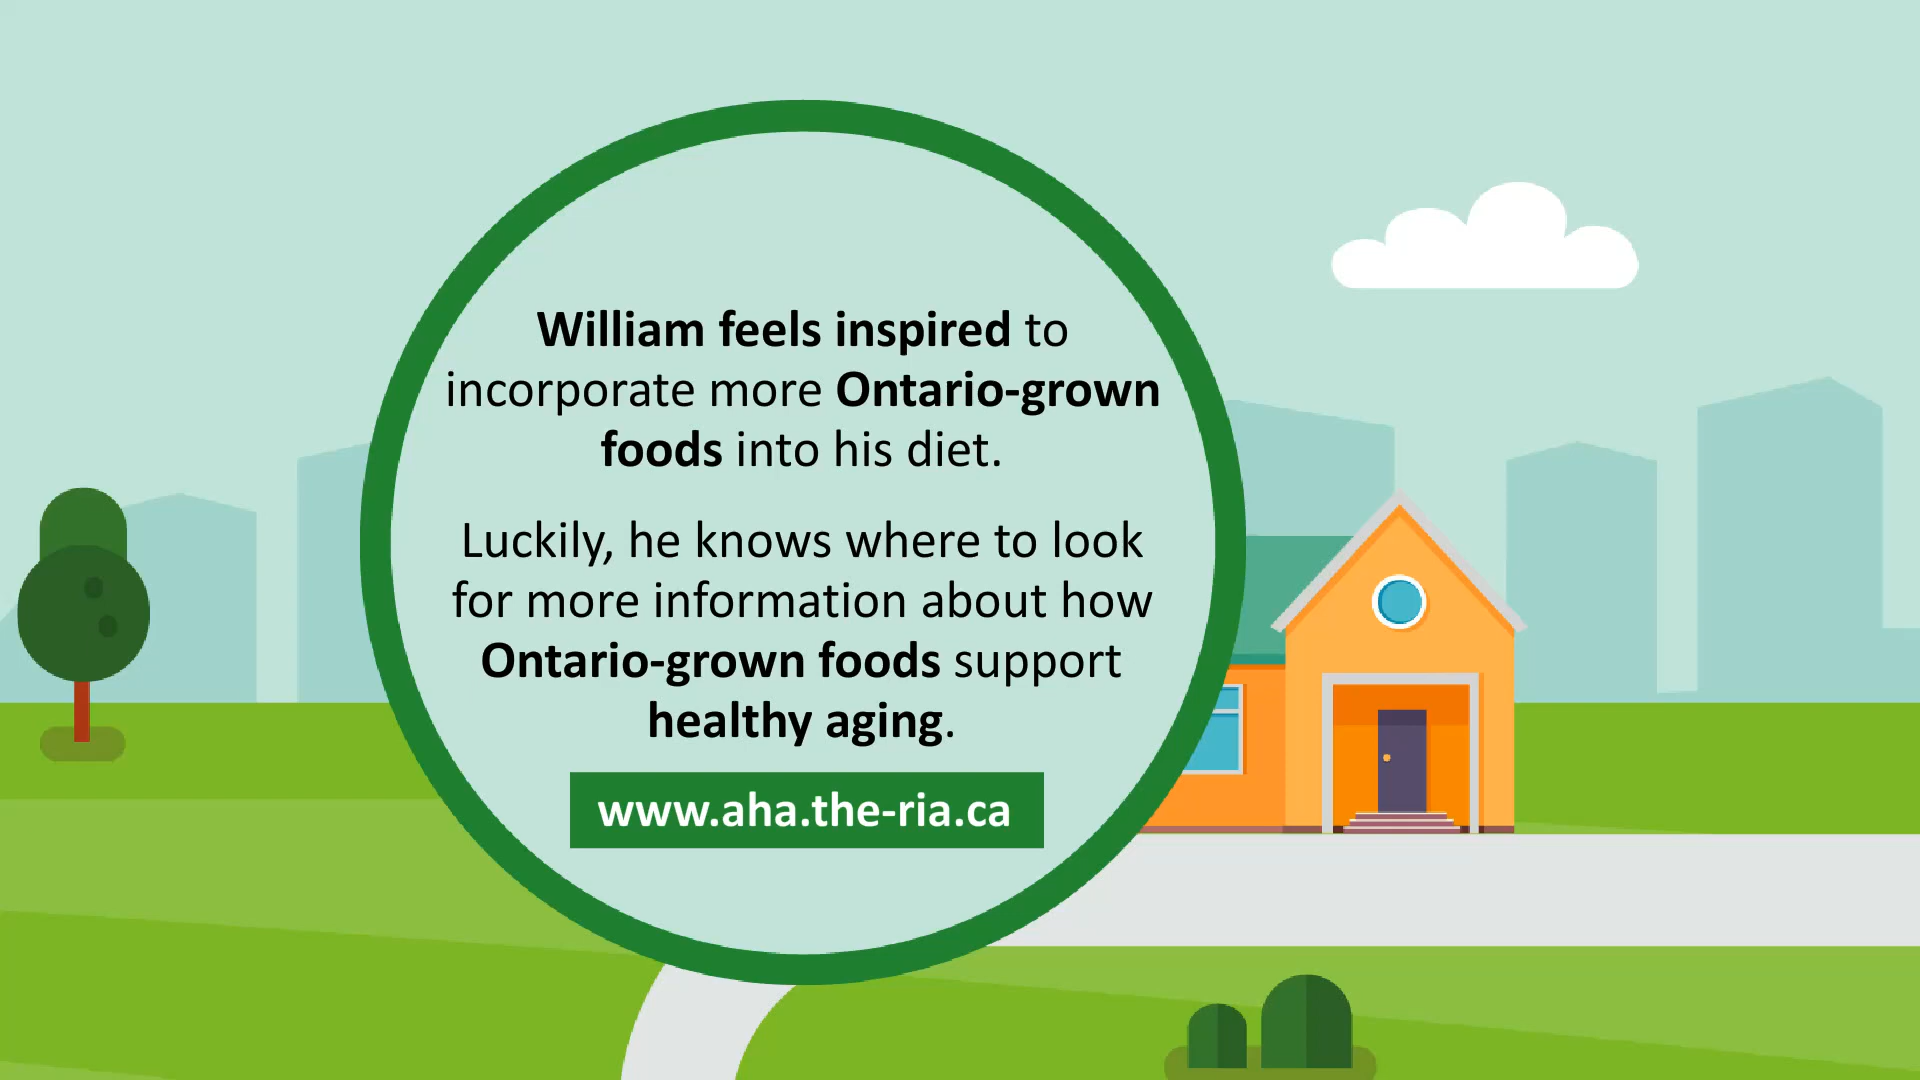 William feels inspired to
incorporate more Ontario-grown
foods into his diet.
Luckily, he knows where to look
for more information about how
Ontario-grown foods support
healthy aging.
www.aha.the-ria.ca